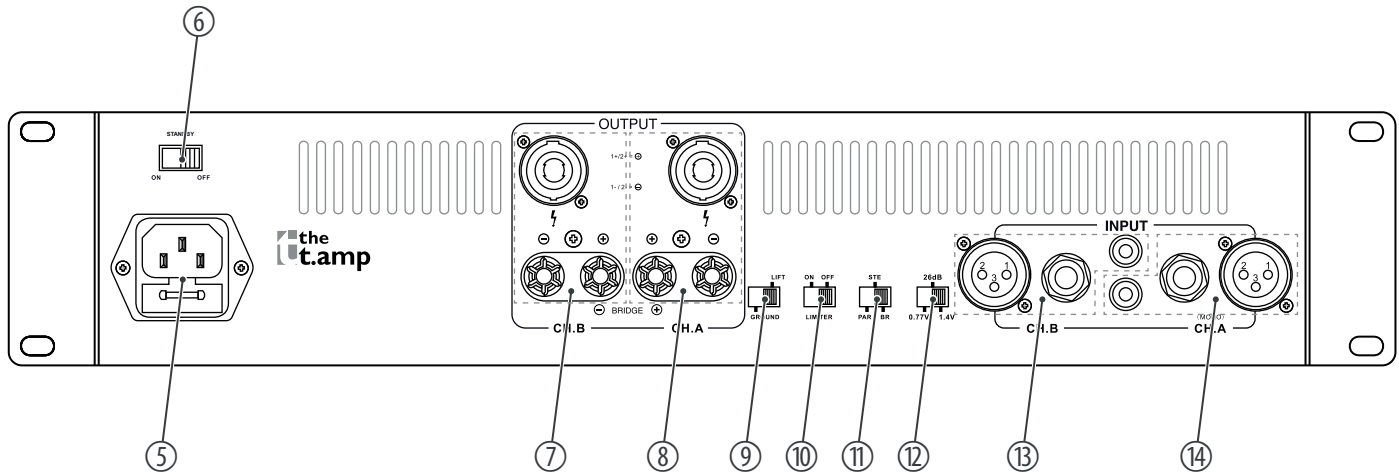 ⑥
STANDBY
ON OFF
the
t.amp
OUTPUT
1+/2+ ⊕
1-/2- ⊖
⊖ ⊕ ⊕ ⊖
⊖ BRIDGE ⊕
CH.B CH.A
LIFT
GROUND
ON OFF
LIMITER
STE
PAR BR
26dB
0.77V 1.4V
INPUT
2 1
3
2 1
3
CH.B
(MONO)
CH.A
⑤ ⑦ ⑧ ⑨ ⑩ ⑪ ⑫ ⑬ ⑭